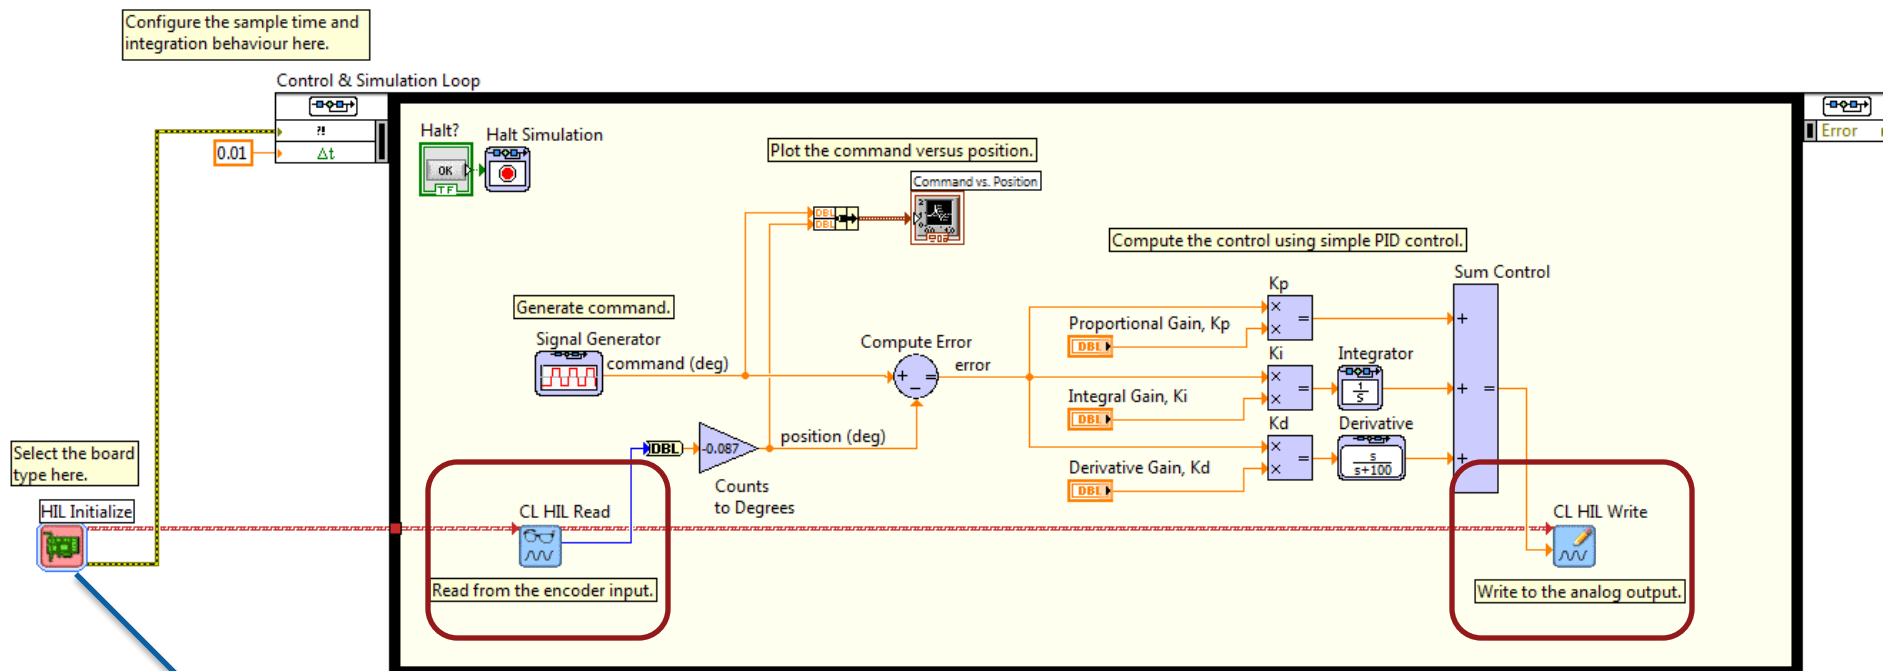 Configure the sample time and
integration behaviour here.
Control & Simulation Loop
?!
0.01
Δt
Error
Halt?
OK
TF
Halt Simulation
Plot the command versus position.
Command vs. Position
DBL
DBL
Compute the control using simple PID control.
Sum Control
Generate command.
Signal Generator
command (deg)
Compute Error
+
−
=
error
Proportional Gain, Kp
DBL
Kp
×
×
=
+
Integral Gain, Ki
DBL
Ki
×
×
=
Integrator
1
s
+
=
Derivative Gain, Kd
DBL
Kd
×
×
=
Derivative
s
s+100
+
DBL
-0.087
position (deg)
Counts
to Degrees
Select the board
type here.
HIL Initialize
CL HIL Read
Read from the encoder input.
CL HIL Write
Write to the analog output.